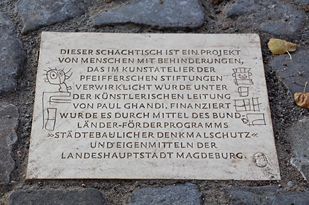 DIESER SCHACHTISCH IST EIN PROJEKT
VON MENSCHEN MIT BEHINDERUNGEN,
DAS IM KUNSTATELIER DER
PFEIFFERSCHEN STIFTUNGEN
VERWIRKLICHT WURDE UNTER
DER KÜNSTLERISCHEN LEITUNG
VON PAUL GHANDI. FINANZIERT
WURDE ES DURCH MITTEL DES BUND
LÄNDER-FÖRDERPROGRAMMS
»STÄDTEBAULICHER DENKMALSCHUTZ«
UND EIGENMITTELN DER
LANDESHAUPTSTADT MAGDEBURG.